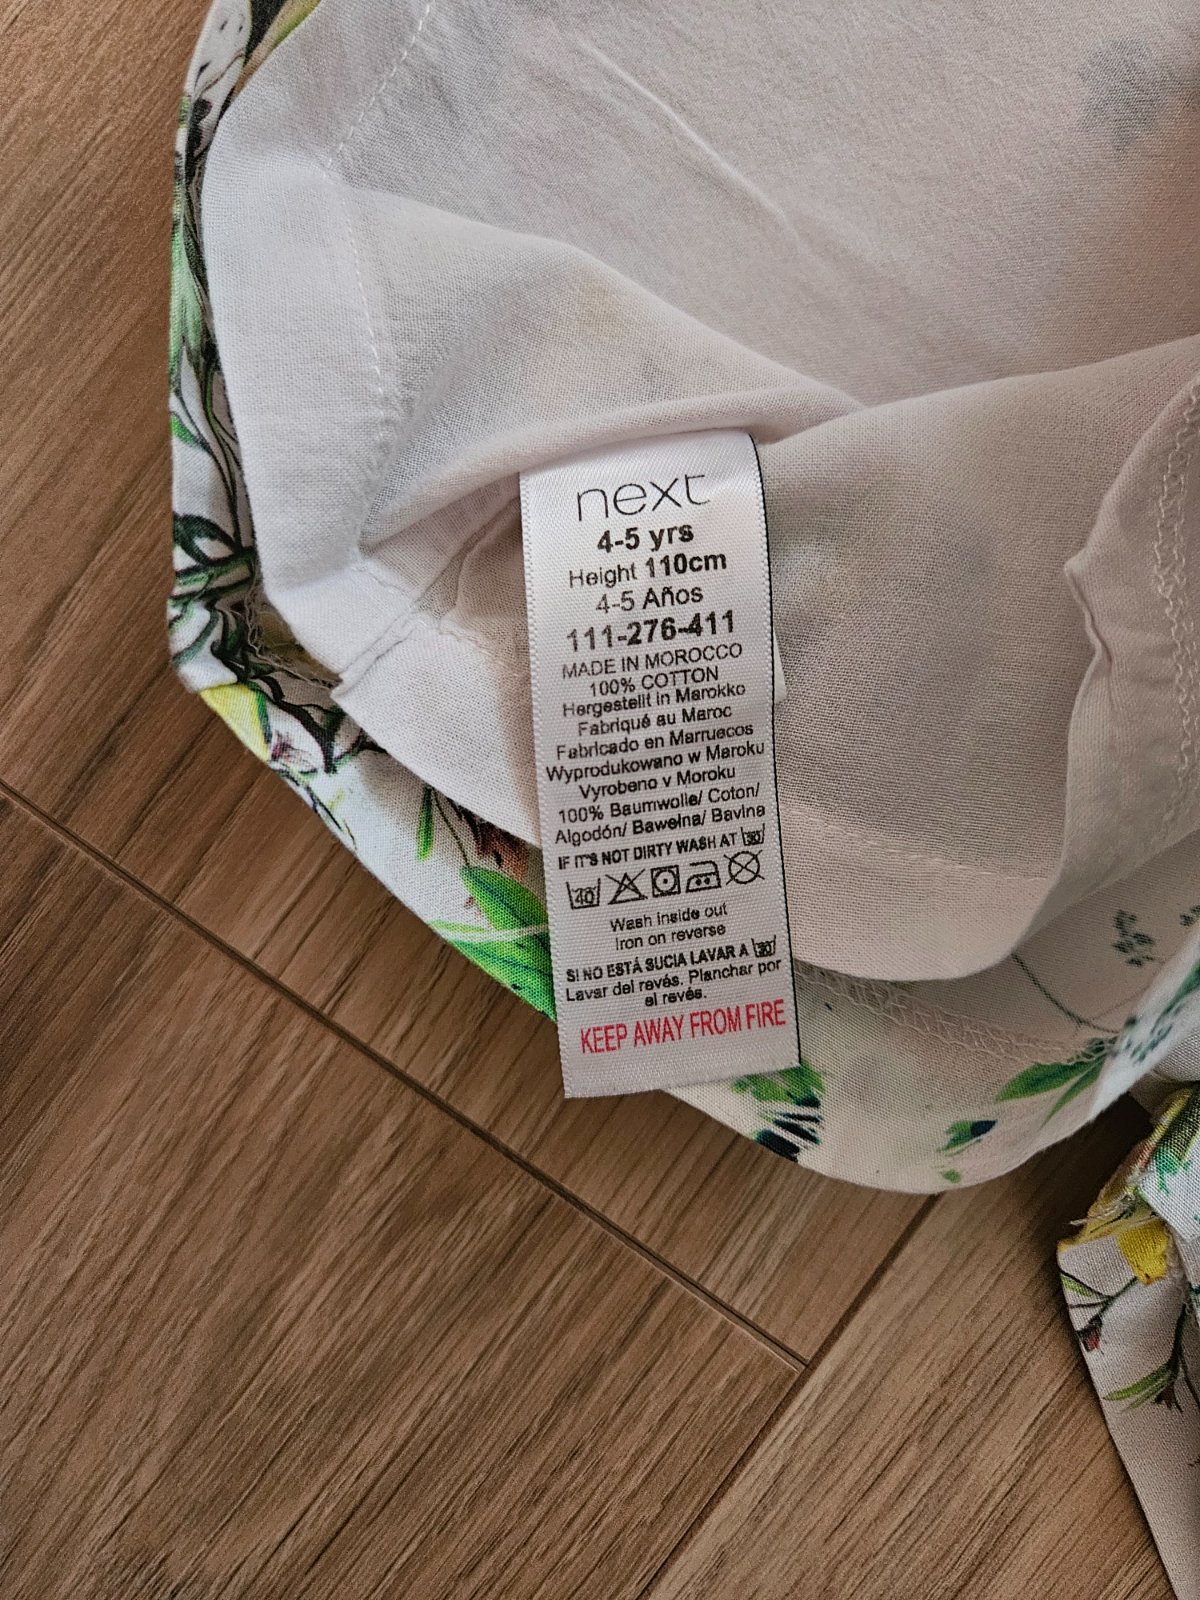 next
4-5 yrs
Height 110cm
4-5 Años
111-276-411
MADE IN MOROCCO
100% COTTON
Hergestellt in Marokko
Fabriqué au Maroc
Fabricado en Marruecos
Wyprodukowano w Maroku
Vyrobeno v Moroku
100% Baumwolle/ Coton/
Algodón/ Bawełna/ Bavlna
IF IT'S NOT DIRTY WASH AT 30
40
Wash inside out
Iron on reverse
SI NO ESTÁ SUCIA LAVAR A 30
Lavar del revés. Planchar por
el revés.
KEEP AWAY FROM FIRE